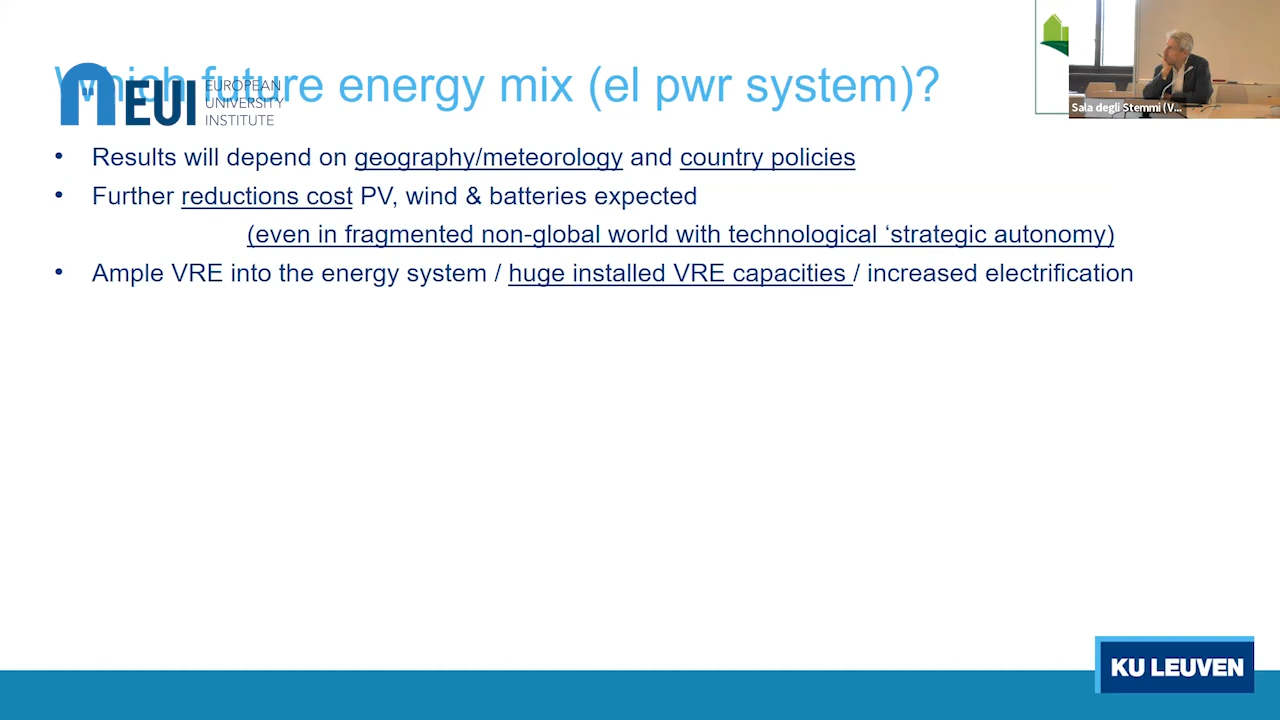 Which future energy mix (el pwr system)?
EUI
EUROPEAN
UNIVERSITY
INSTITUTE
Sala degli Stemmi (V...
• Results will depend on geography/meteorology and country policies
• Further reductions cost PV, wind & batteries expected
(even in fragmented non-global world with technological ‘strategic autonomy)
• Ample VRE into the energy system / huge installed VRE capacities / increased electrification
KU LEUVEN